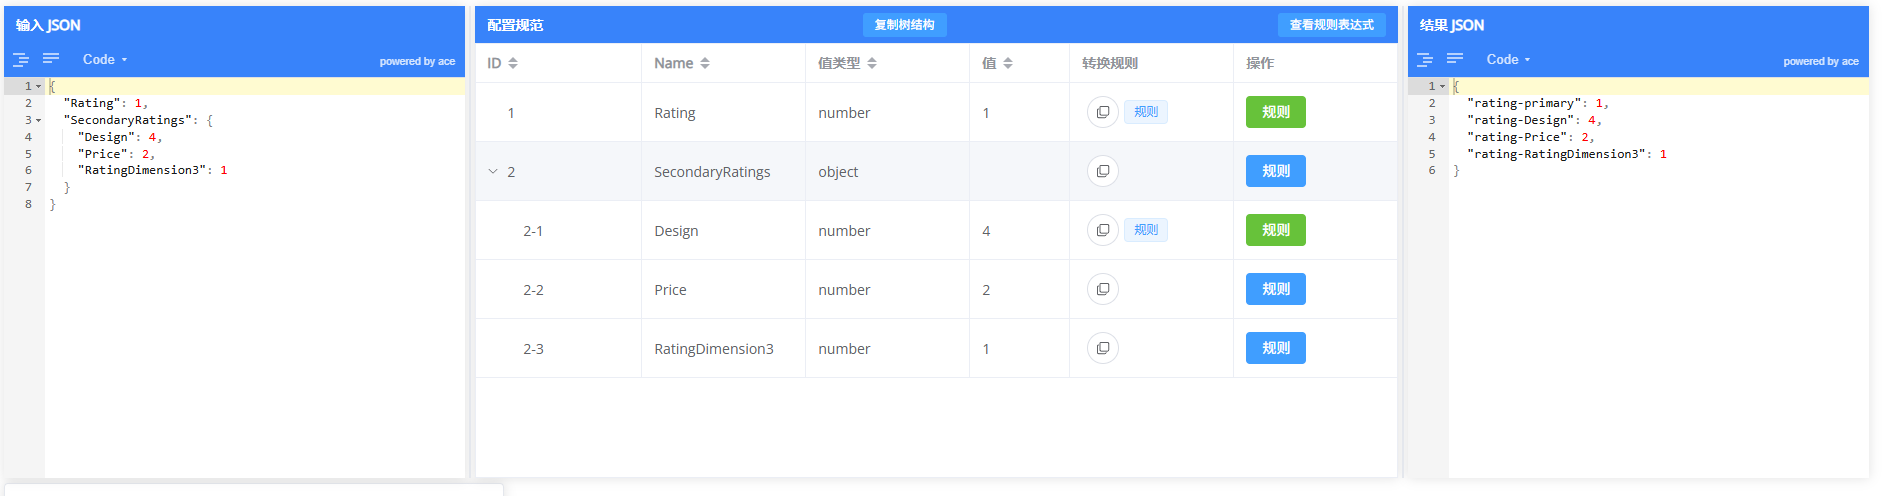 输入 JSON
Code
powered by ace
1 {
2 "Rating": 1,
3 "SecondaryRatings": {
4 "Design": 4,
5 "Price": 2,
6 "RatingDimension3": 1
7 }
8 }
配置规范 复制树结构 查看规则表达式
ID Name 值类型 值 转换规则 操作
1 Rating number 1 规则 规则
2 SecondaryRatings object 规则
2-1 Design number 4 规则 规则
2-2 Price number 2 规则
2-3 RatingDimension3 number 1 规则
结果 JSON
Code
powered by ace
1 {
2 "rating-primary": 1,
3 "rating-Design": 4,
4 "rating-Price": 2,
5 "rating-RatingDimension3": 1
6 }